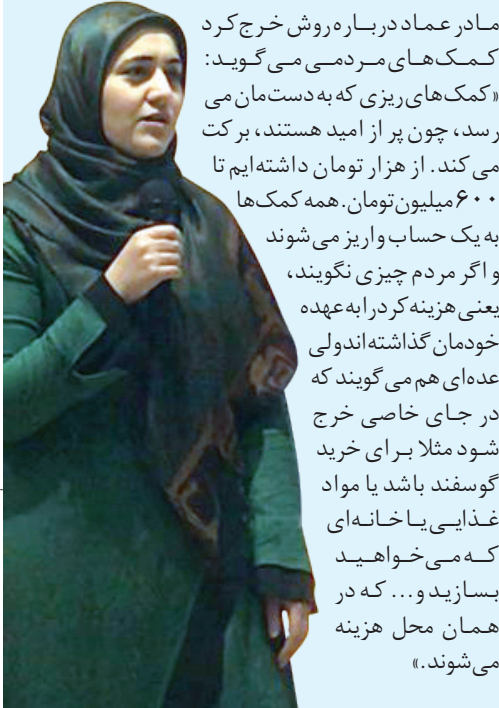 مادر عماد درباره روش خرج کرد
کمک‌های مردمی می‌گوید:
«کمک‌های ریزی که به دست‌مان می
رسد، چون پر از امید هستند، برکت
می‌کند. از هزار تومان داشته‌ایم تا
۶۰۰ میلیون تومان. همه کمک‌ها
به یک حساب واریز می‌شوند
و اگر مردم چیزی نگویند،
یعنی هزینه کرد را به عهده
خودمان گذاشته‌اند ولی
عده‌ای هم می‌گویند که
در جای خاصی خرج
شود مثلا برای خرید
گوسفند باشد یا مواد
غذایی یا خانه‌ای
که می‌خواهید
بسازید و... که در
همان محل هزینه
می‌شوند.»